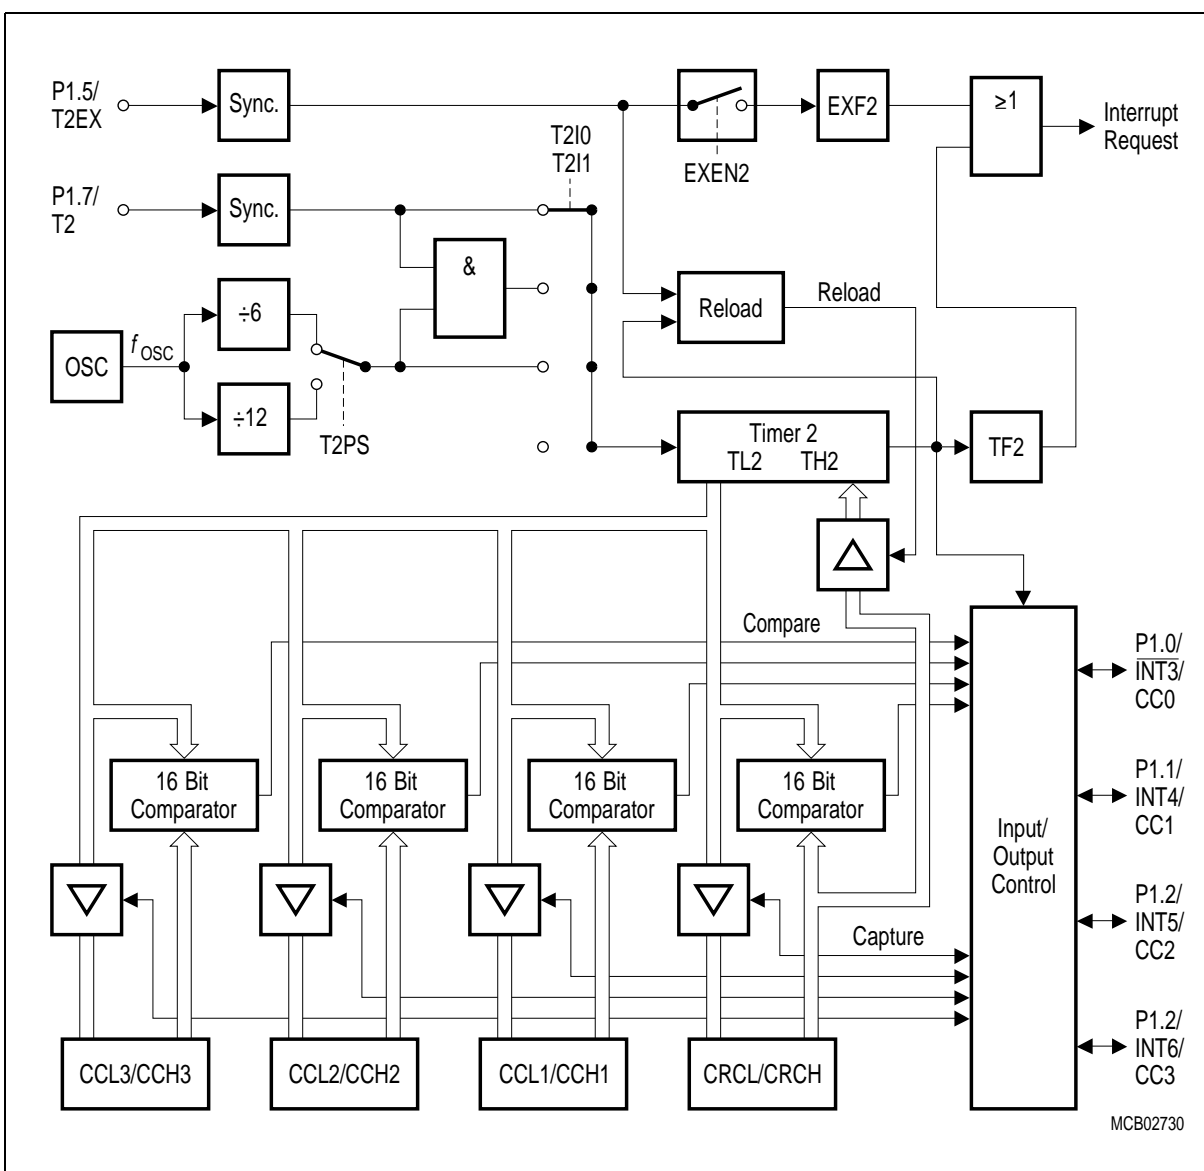 P1.5/
T2EX
Sync.
EXEN2
EXF2
≥1
Interrupt
Request
T2I0
T2I1
P1.7/
T2
Sync.
&
Reload
Reload
OSC
f OSC
÷6
÷12
T2PS
Timer 2
TL2 TH2
TF2
Compare
16 Bit
Comparator
16 Bit
Comparator
16 Bit
Comparator
16 Bit
Comparator
Capture
Input/
Output
Control
P1.0/
INT3/
CC0
P1.1/
INT4/
CC1
P1.2/
INT5/
CC2
P1.2/
INT6/
CC3
CCL3/CCH3
CCL2/CCH2
CCL1/CCH1
CRCL/CRCH
MCB02730